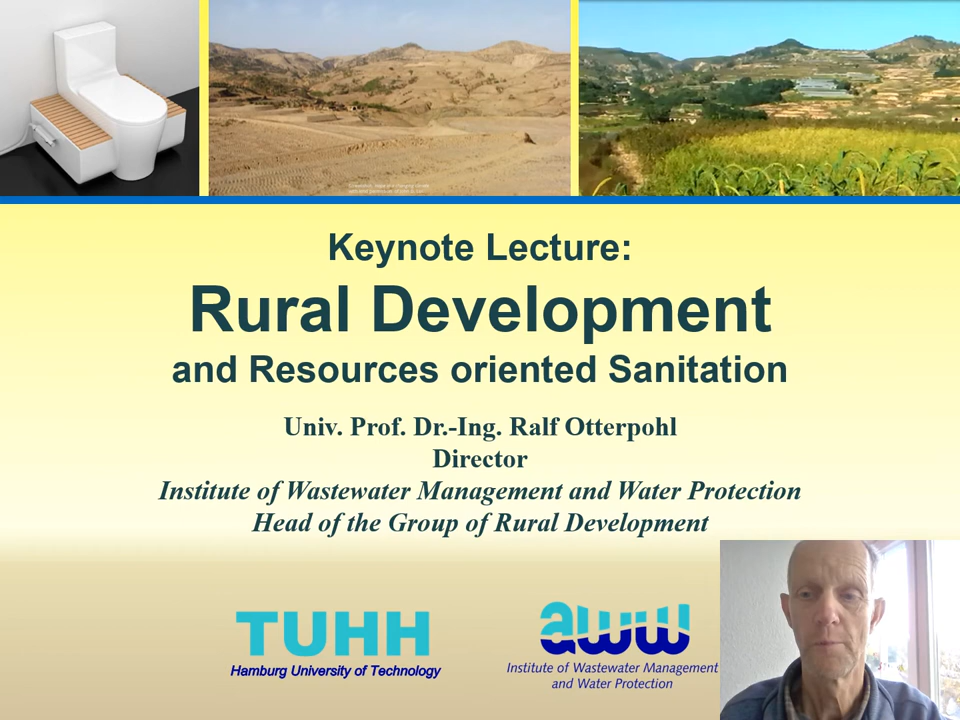 Keynote Lecture:
Rural Development
and Resources oriented Sanitation
Univ. Prof. Dr.-Ing. Ralf Otterpohl
Director
Institute of Wastewater Management and Water Protection
Head of the Group of Rural Development
TUHH
Hamburg University of Technology
aww
Institute of Wastewater Management
and Water Protection